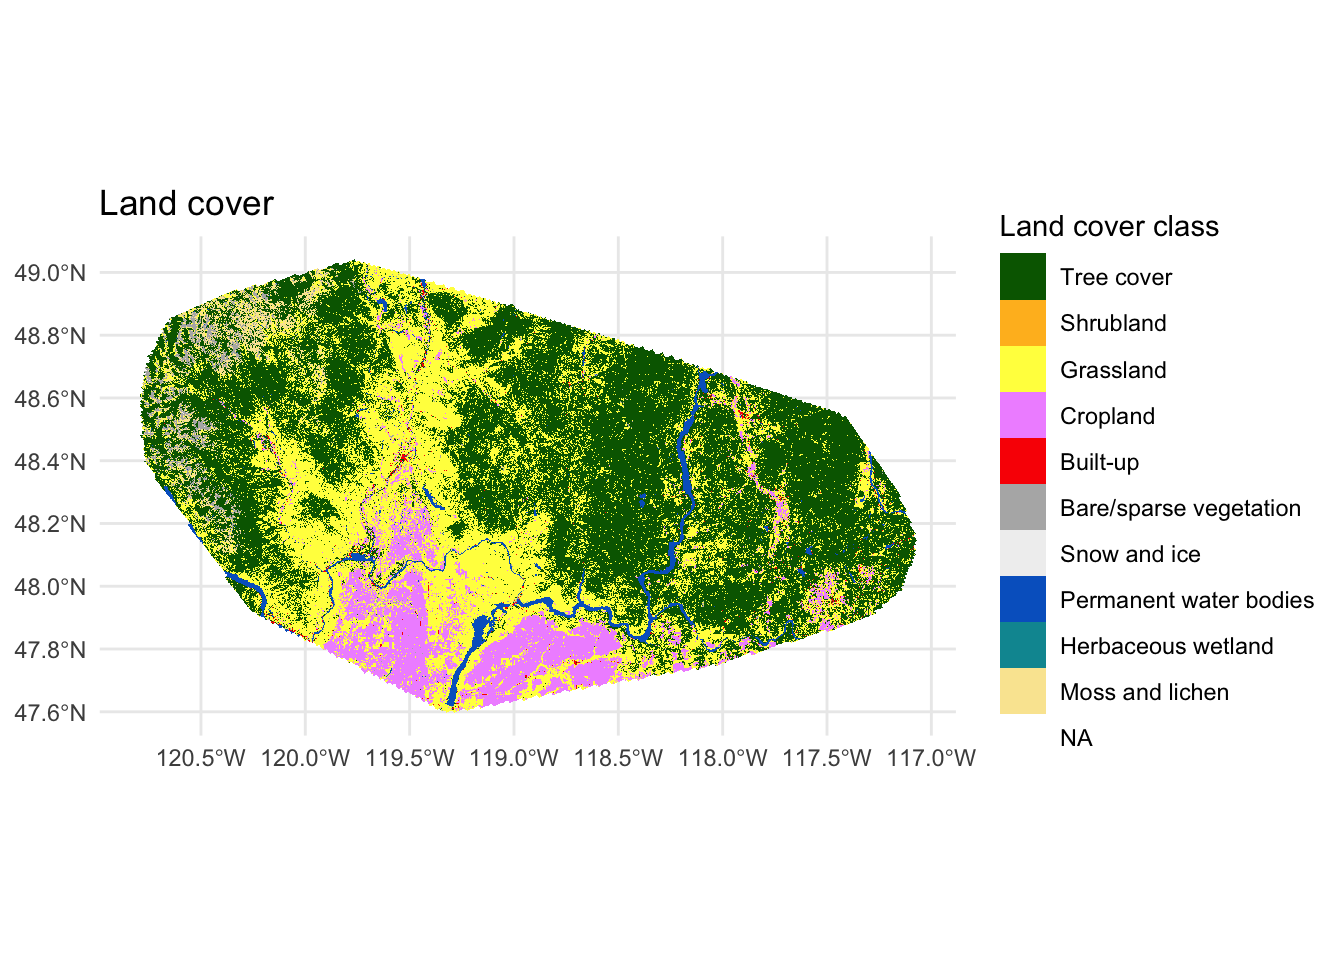 Land cover
49.0°N
48.8°N
48.6°N
48.4°N
48.2°N
48.0°N
47.8°N
47.6°N
120.5°W 120.0°W 119.5°W 119.0°W 118.5°W 118.0°W 117.5°W 117.0°W
Land cover class
Tree cover
Shrubland
Grassland
Cropland
Built-up
Bare/sparse vegetation
Snow and ice
Permanent water bodies
Herbaceous wetland
Moss and lichen
NA